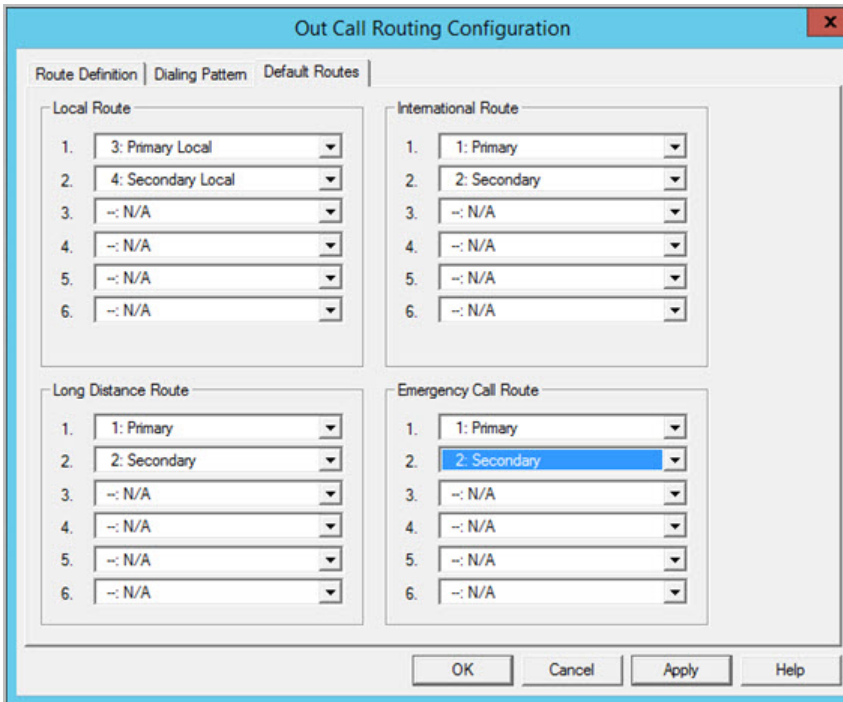 Out Call Routing Configuration
x
Route Definition
Dialing Pattern
Default Routes
Local Route
1. 3: Primary Local
2. 4: Secondary Local
3. --: N/A
4. --: N/A
5. --: N/A
6. --: N/A
International Route
1. 1: Primary
2. 2: Secondary
3. --: N/A
4. --: N/A
5. --: N/A
6. --: N/A
Long Distance Route
1. 1: Primary
2. 2: Secondary
3. --: N/A
4. --: N/A
5. --: N/A
6. --: N/A
Emergency Call Route
1. 1: Primary
2. 2: Secondary
3. --: N/A
4. --: N/A
5. --: N/A
6. --: N/A
OK
Cancel
Apply
Help